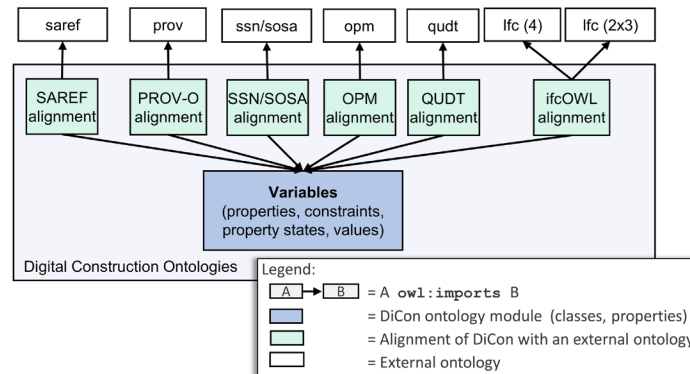 saref prov ssn/sosa opm qudt Ifc (4) Ifc (2x3)
SAREF PROV-O SSN/SOSA OPM QUDT ifcOWL
alignment alignment alignment alignment alignment alignment
Variables
(properties, constraints,
property states, values)
Digital Construction Ontologies
Legend:
A B = A owl:imports B
= DiCon ontology module (classes, properties)
= Alignment of DiCon with an external ontology
= External ontology